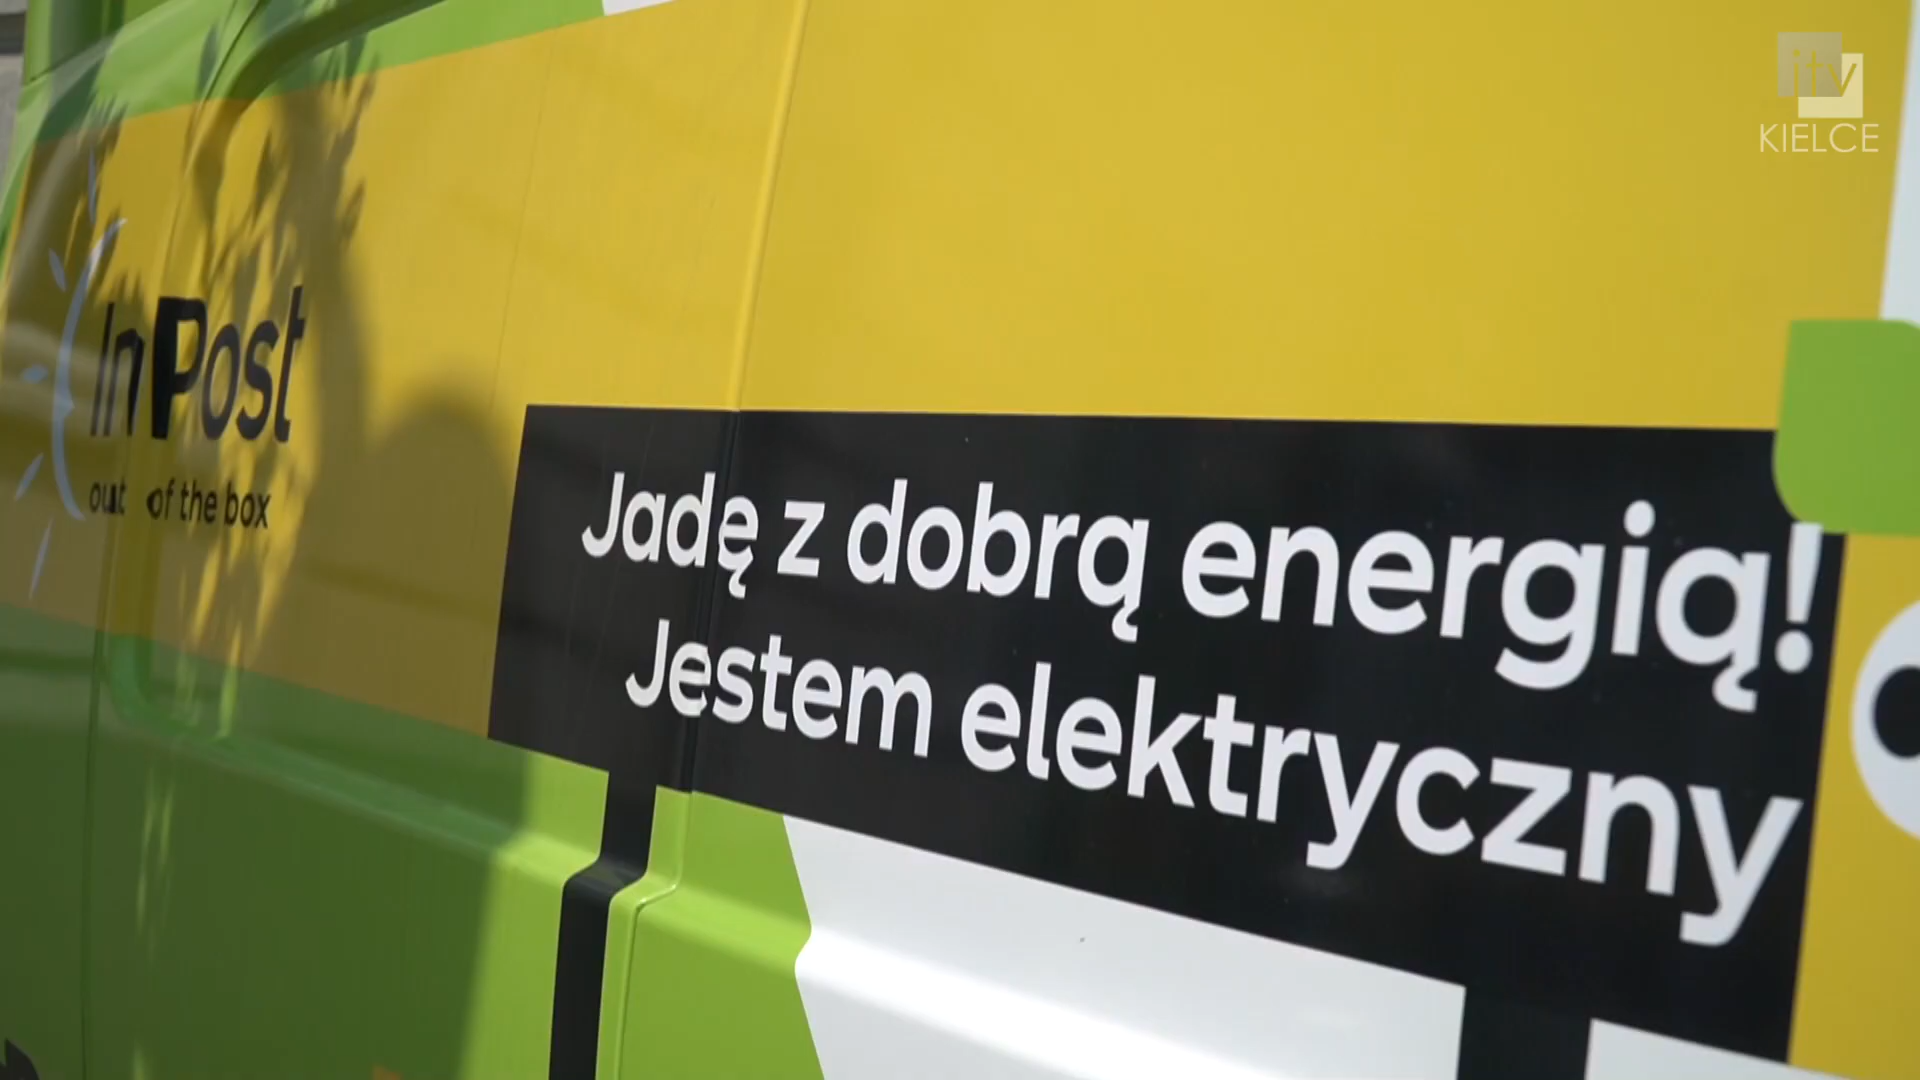 itv
KIELCE
InPost
out of the box
Jadę z dobrą energią!
Jestem elektryczny